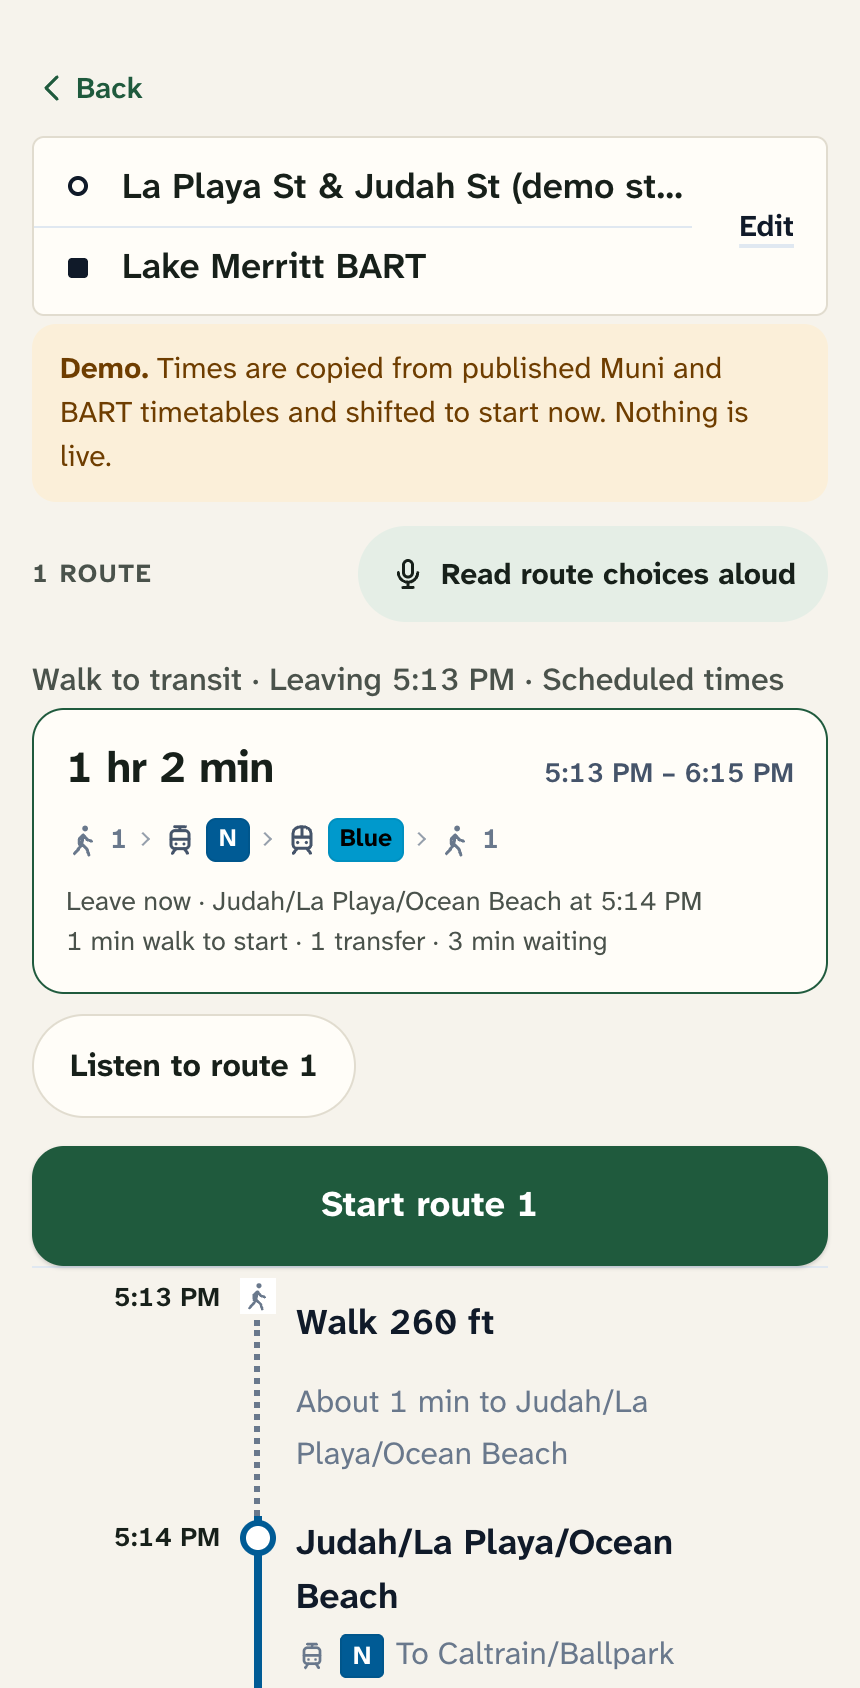 Back
La Playa St & Judah St (demo st...
Edit
Lake Merritt BART
Demo. Times are copied from published Muni and
BART timetables and shifted to start now. Nothing is
live.
1 ROUTE
Read route choices aloud
Walk to transit · Leaving 5:13 PM · Scheduled times
1 hr 2 min
5:13 PM – 6:15 PM
1 > N > Blue > 1
Leave now · Judah/La Playa/Ocean Beach at 5:14 PM
1 min walk to start · 1 transfer · 3 min waiting
Listen to route 1
Start route 1
5:13 PM
Walk 260 ft
About 1 min to Judah/La
Playa/Ocean Beach
5:14 PM
Judah/La Playa/Ocean
Beach
N To Caltrain/Ballpark